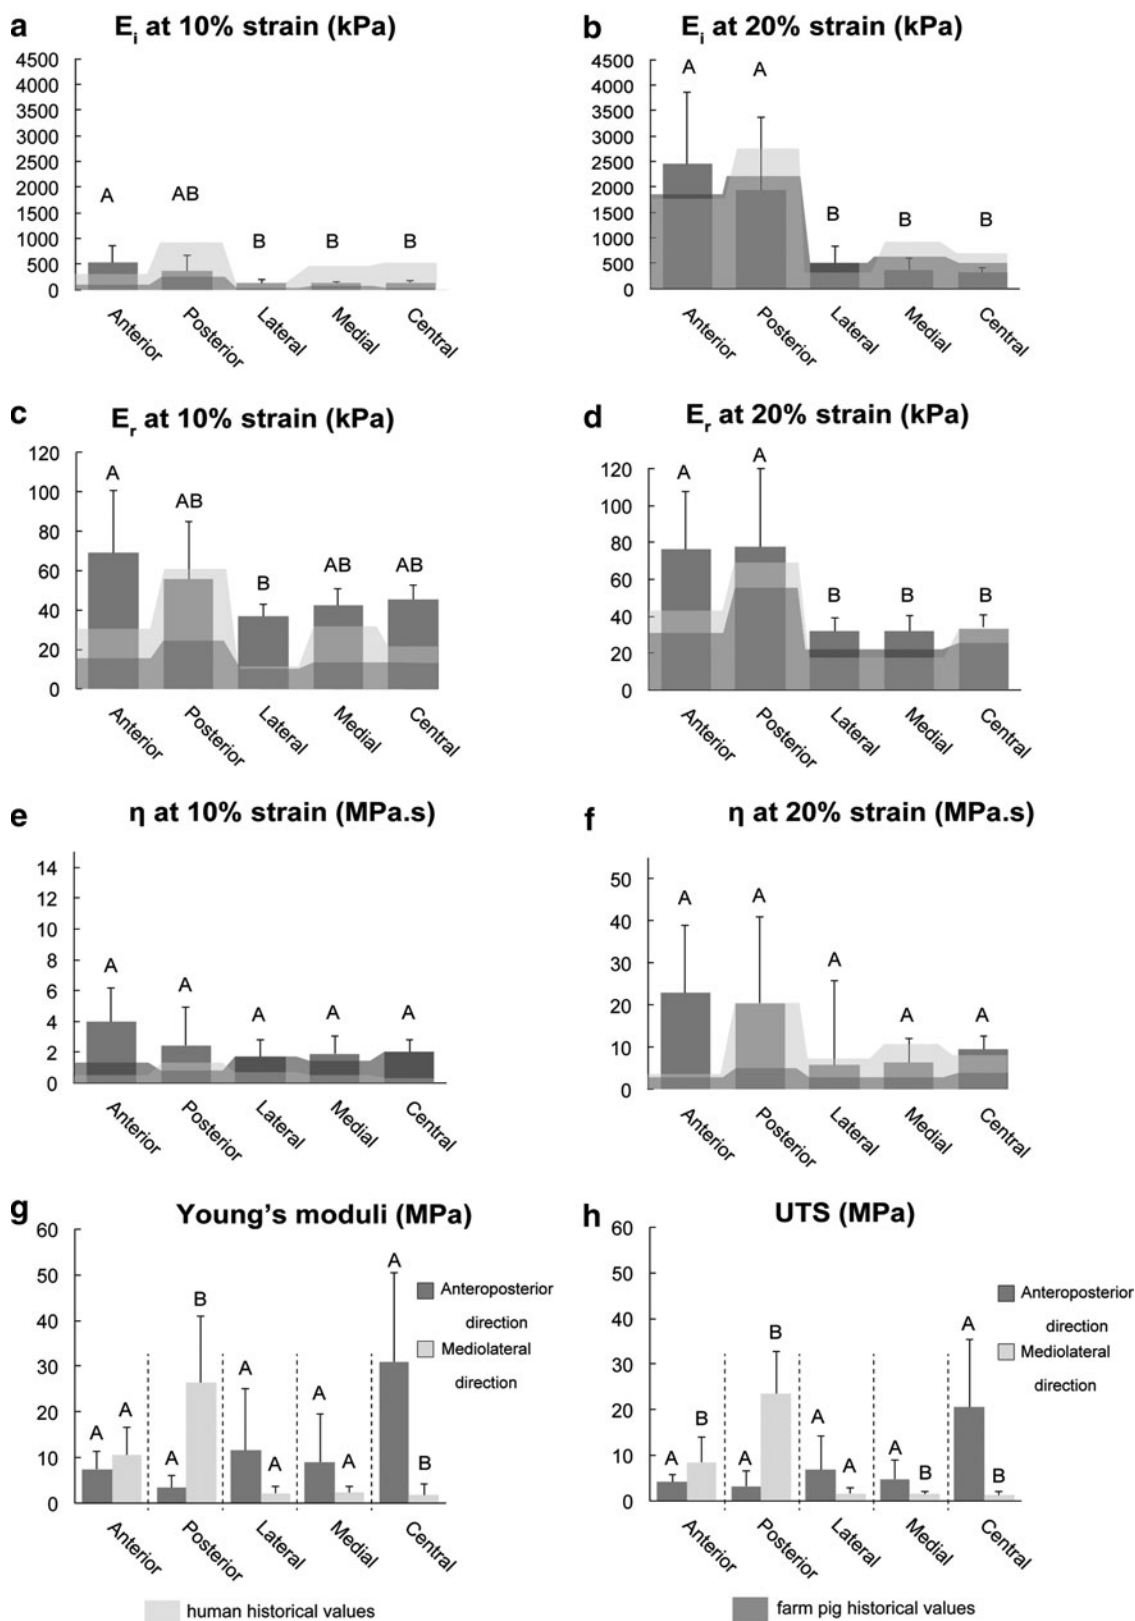 a
E_i at 10% strain (kPa)
4500
4000
3500
3000
2500
2000
1500
1000
500
0
A
AB
B
B
B
Anterior
Posterior
Lateral
Medial
Central
b
E_i at 20% strain (kPa)
4500
4000
3500
3000
2500
2000
1500
1000
500
0
A
A
B
B
B
Anterior
Posterior
Lateral
Medial
Central
c
E_r at 10% strain (kPa)
120
100
80
60
40
20
0
A
AB
B
AB
AB
Anterior
Posterior
Lateral
Medial
Central
d
E_r at 20% strain (kPa)
120
100
80
60
40
20
0
A
A
B
B
B
Anterior
Posterior
Lateral
Medial
Central
e
η at 10% strain (MPa.s)
14
12
10
8
6
4
2
0
A
A
A
A
A
Anterior
Posterior
Lateral
Medial
Central
f
η at 20% strain (MPa.s)
50
40
30
20
10
0
A
A
A
A
A
Anterior
Posterior
Lateral
Medial
Central
g
Young's moduli (MPa)
60
50
40
30
20
10
0
A
A
A
B
A
A
A
A
A
B
Anteroposterior
direction
Mediolateral
direction
Anterior
Posterior
Lateral
Medial
Central
h
UTS (MPa)
60
50
40
30
20
10
0
A
B
A
B
A
A
A
B
A
B
Anteroposterior
direction
Mediolateral
direction
Anterior
Posterior
Lateral
Medial
Central
human historical values
farm pig historical values